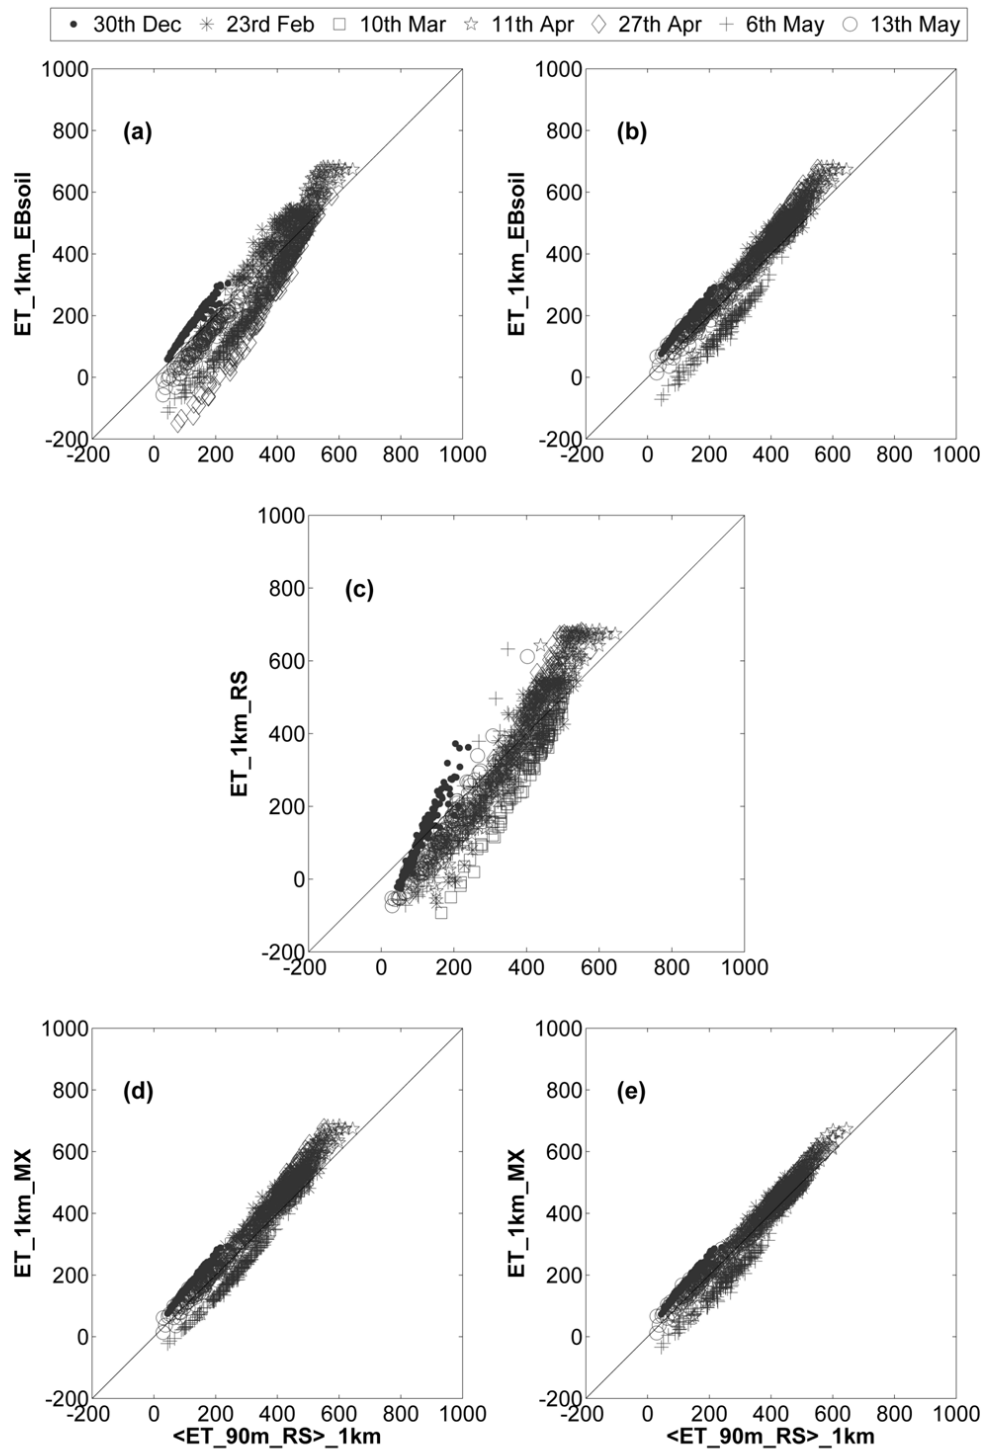 30th Dec 23rd Feb 10th Mar 11th Apr 27th Apr 6th May 13th May
1000 1000
800 (a) 800 (b)
600 600
400 400
200 200
0 0
-200 -200
-200 0 200 400 600 800 1000 -200 0 200 400 600 800 1000
ET_1km_EBsoil ET_1km_EBsoil
1000
800 (c)
600
400
200
0
-200
-200 0 200 400 600 800 1000
ET_1km_RS
1000 1000
800 (d) 800 (e)
600 600
400 400
200 200
0 0
-200 -200
-200 0 200 400 600 800 1000 -200 0 200 400 600 800 1000
ET_1km_MX ET_1km_MX
<ET_90m_RS>_1km <ET_90m_RS>_1km